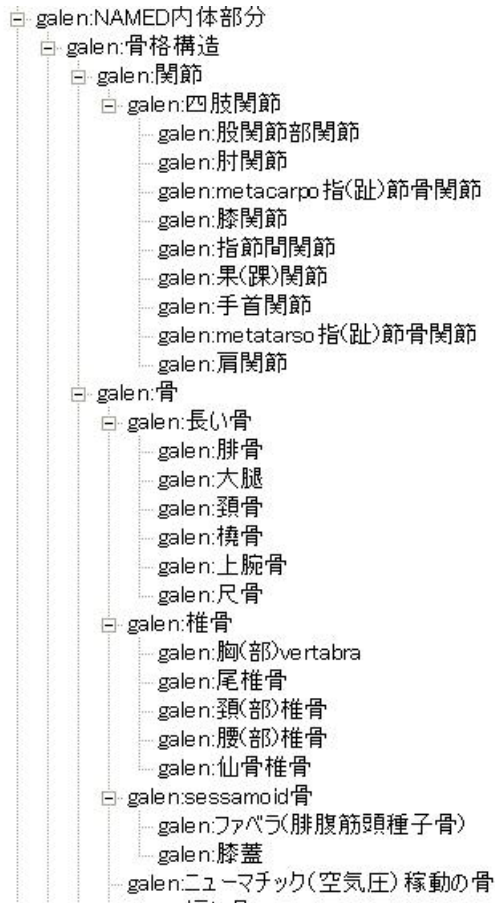 galen:NAMED内体部分
galen:骨格構造
galen:関節
galen:四肢関節
galen:股関節部関節
galen:肘関節
galen:metacarpo指(趾)節骨関節
galen:膝関節
galen:指節間関節
galen:果(踝)関節
galen:手首関節
galen:metatarso指(趾)節骨関節
galen:肩関節
galen:骨
galen:長い骨
galen:腓骨
galen:大腿
galen:頚骨
galen:橈骨
galen:上腕骨
galen:尺骨
galen:椎骨
galen:胸(部)vertabra
galen:尾椎骨
galen:頚(部)椎骨
galen:腰(部)椎骨
galen:仙骨椎骨
galen:sessamoid骨
galen:ファベラ(腓腹筋頭種子骨)
galen:膝蓋
galen:ニューマチック(空気圧)稼動の骨